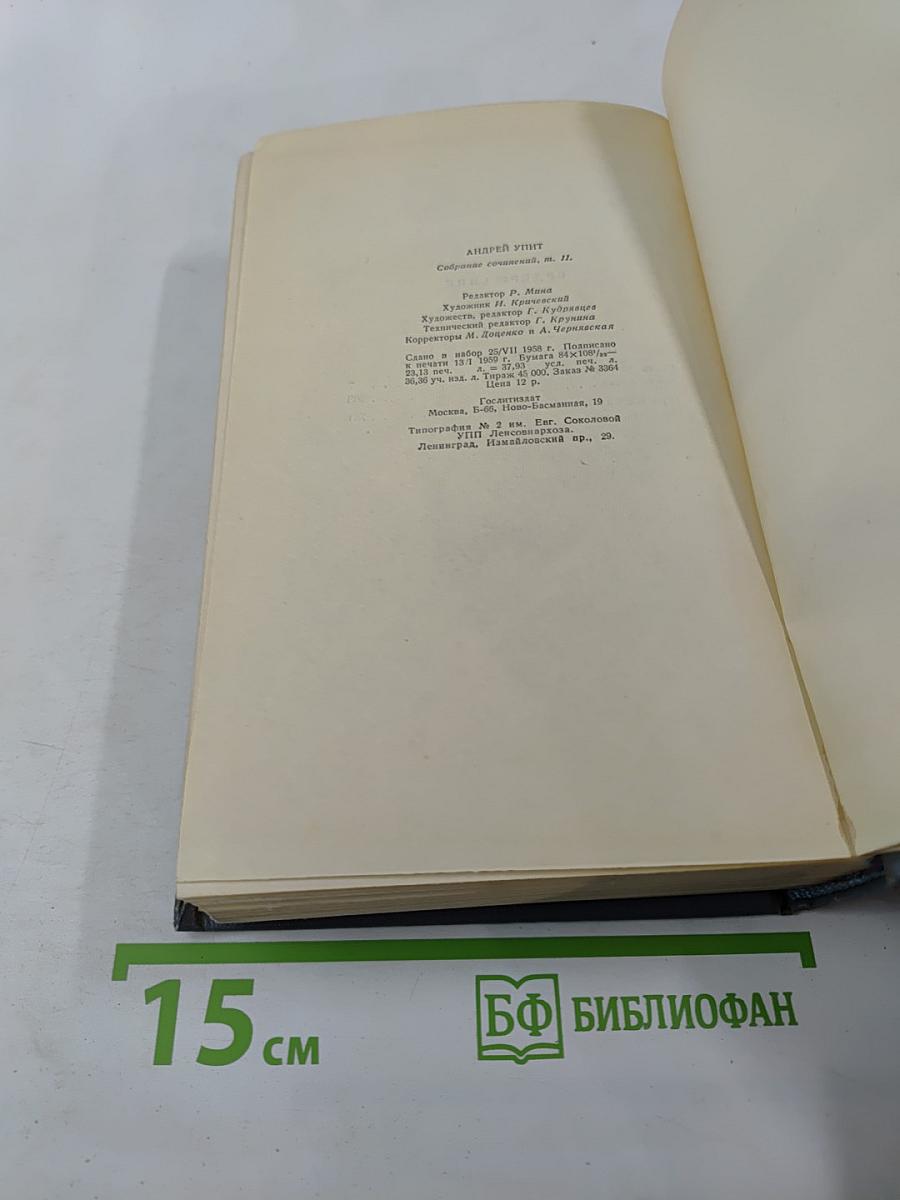 АНДРЕЙ УПИТ
Собрание сочинений, т. 11.
Редактор Р. Мина
Художник И. Кричевский
Художеств. редактор Г. Кудрявцев
Технический редактор Г. Крунина
Корректоры М. Доценко и А. Чернявская
Сдано в набор 25/VII 1958 г. Подписано
к печати 13/I 1959 г. Бумага 84×108¹/₃₂—
23,13 печ. л. = 37,93 усл. печ. л.
36,36 уч. изд. л. Тираж 45 000. Заказ № 3364
Цена 12 р.
Гослитиздат
Москва, Б-66, Ново-Басманная, 19
Типография № 2 им. Евг. Соколовой
УПП Ленсовнархоза.
Ленинград, Измайловский пр., 29.
15 см
БФ БИБЛИОФАН